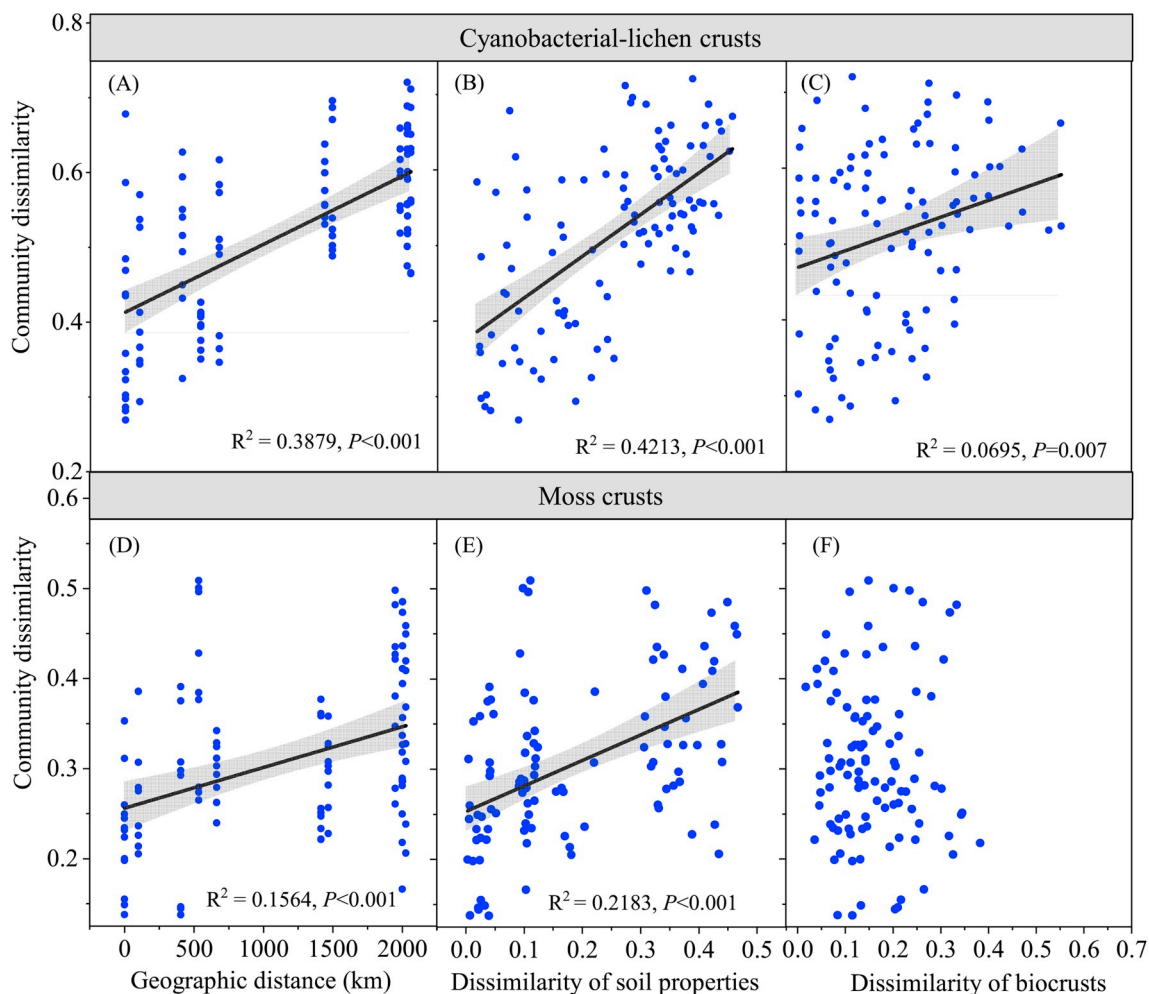 0.8
Cyanobacterial-lichen crusts
(A)
(B)
(C)
Community dissimilarity
0.6
0.4
0.2
R² = 0.3879, P<0.001
R² = 0.4213, P<0.001
R² = 0.0695, P=0.007
Moss crusts
0.6
(D)
(E)
(F)
Community dissimilarity
0.5
0.4
0.3
0.2
R² = 0.1564, P<0.001
R² = 0.2183, P<0.001
0 500 1000 1500 2000
0.0 0.1 0.2 0.3 0.4 0.5
0.0 0.1 0.2 0.3 0.4 0.5 0.6 0.7
Geographic distance (km)
Dissimilarity of soil properties
Dissimilarity of biocrusts